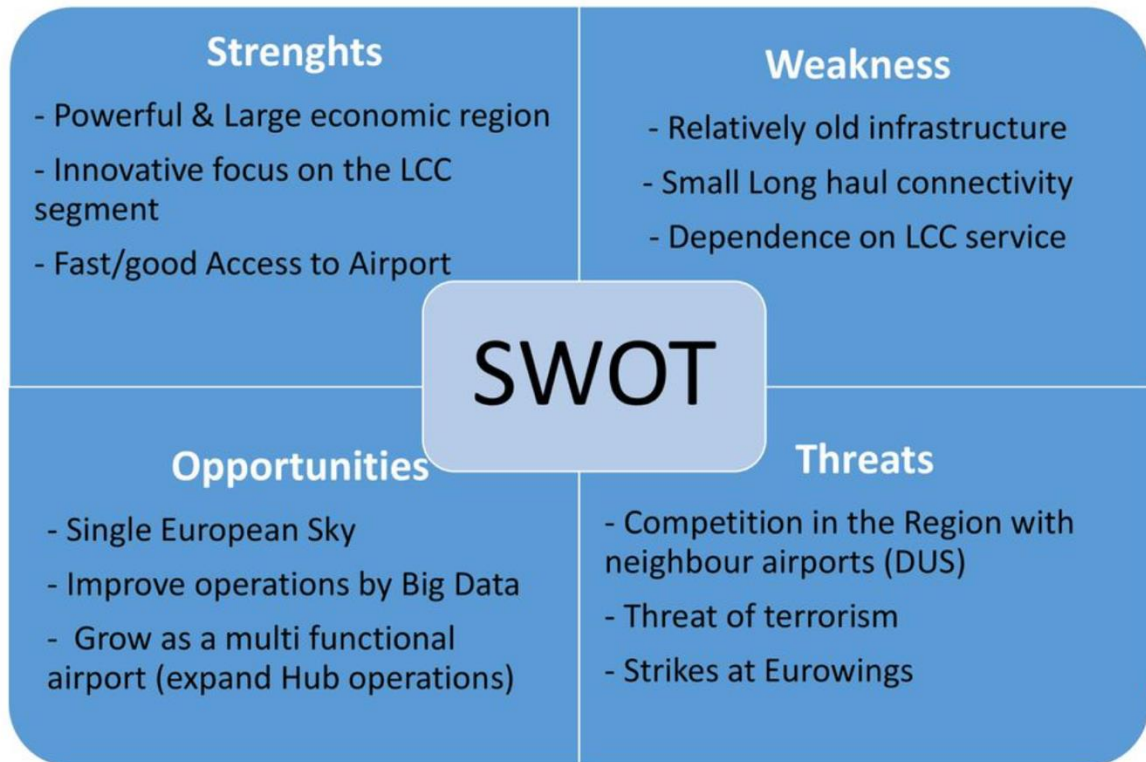 Strenghts
- Powerful & Large economic region
- Innovative focus on the LCC
segment
- Fast/good Access to Airport
Weakness
- Relatively old infrastructure
- Small Long haul connectivity
- Dependence on LCC service
SWOT
Opportunities
- Single European Sky
- Improve operations by Big Data
- Grow as a multi functional
airport (expand Hub operations)
Threats
- Competition in the Region with
neighbour airports (DUS)
- Threat of terrorism
- Strikes at Eurowings